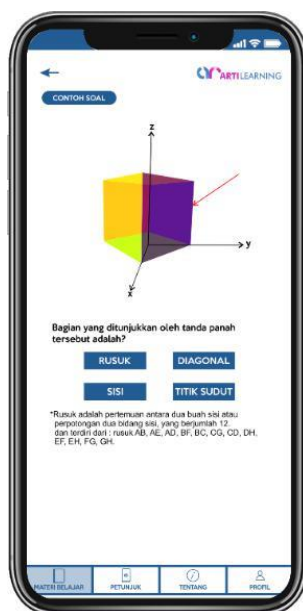 ARTILEARNING
CONTOH SOAL
z
y
x
Bagian yang ditunjukkan oleh tanda panah
tersebut adalah?
RUSUK
DIAGONAL
SISI
TITIK SUDUT
*Rusuk adalah pertemuan antara dua buah sisi atau
perpotongan dua bidang sisi, yang berjumlah 12.
dan terdiri dari : rusuk AB, AE, AD, BF, BC, CG, CD, DH,
EF, EH, FG, GH.
MATERI BELAJAR
PETUNJUK
TENTANG
PROFIL